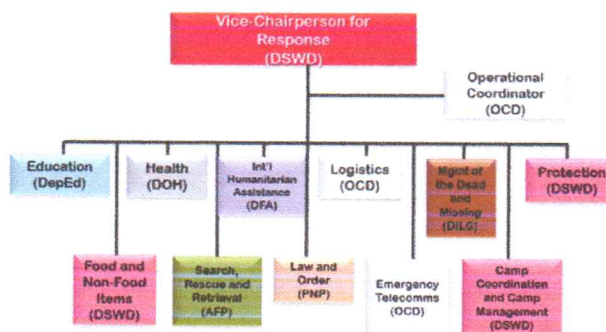 Vice-Chairperson for
Response
(DSWD)
Operational
Coordinator
(OCD)
Education
(DepEd)
Health
(DOH)
Int'l
Humanitarian
Assistance
(DFA)
Logistics
(OCD)
Mgmt of
the Dead
and
Missing
(DILG)
Protection
(DSWD)
Food and
Non-Food
Items
(DSWD)
Search,
Rescue and
Retrieval
(AFP)
Law and
Order
(PNP)
Emergency
Telecomms
(OCD)
Camp
Coordination
and Camp
Management
(DSWD)